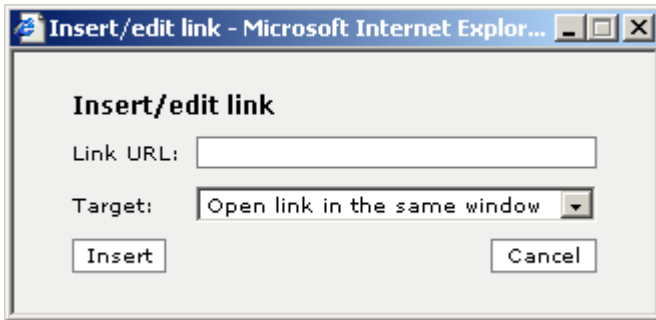 Insert/edit link - Microsoft Internet Explor...
Insert/edit link
Link URL:
Target: Open link in the same window
Insert Cancel